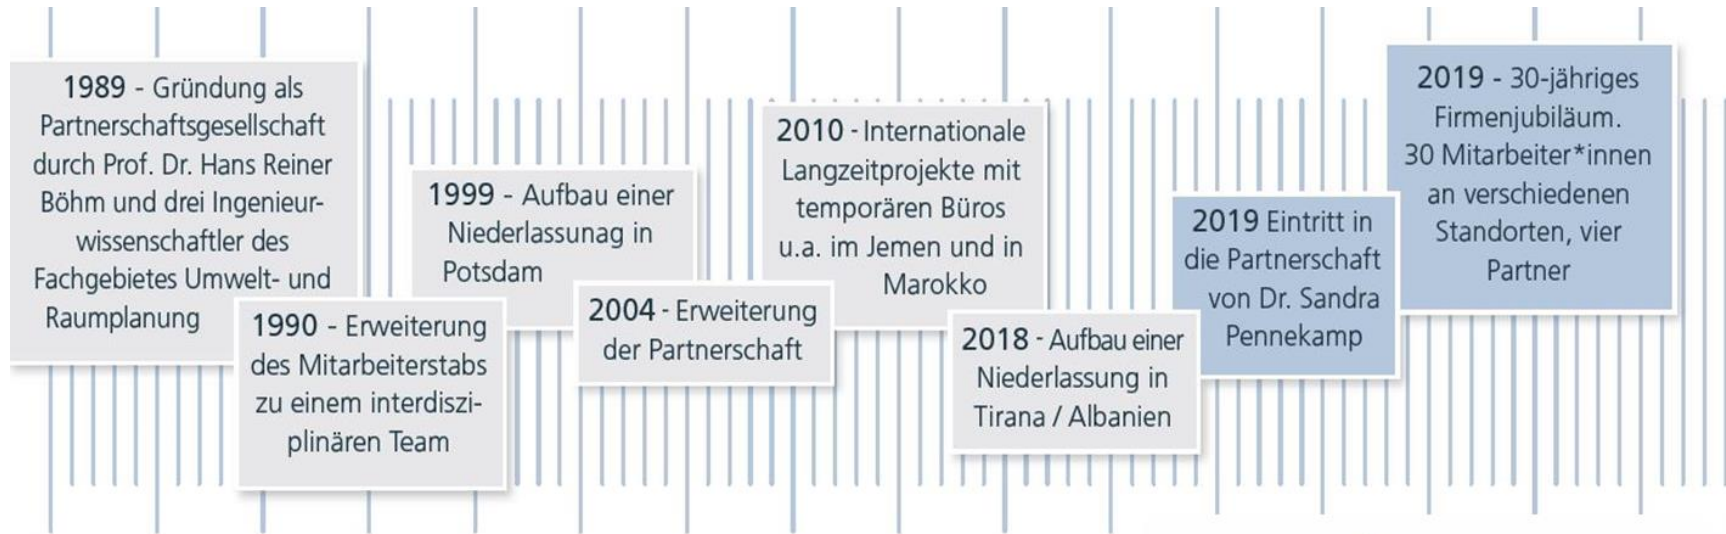 1989 - Gründung als
Partnerschaftsgesellschaft
durch Prof. Dr. Hans Reiner
Böhm und drei Ingenieur-
wissenschaftler des
Fachgebietes Umwelt- und
Raumplanung
1990 - Erweiterung
des Mitarbeiterstabs
zu einem interdiszi-
plinären Team
1999 - Aufbau einer
Niederlassunag in
Potsdam
2004 - Erweiterung
der Partnerschaft
2010 - Internationale
Langzeitprojekte mit
temporären Büros
u.a. im Jemen und in
Marokko
2018 - Aufbau einer
Niederlassung in
Tirana / Albanien
2019 Eintritt in
die Partnerschaft
von Dr. Sandra
Pennekamp
2019 - 30-jähriges
Firmenjubiläum.
30 Mitarbeiter*innen
an verschiedenen
Standorten, vier
Partner